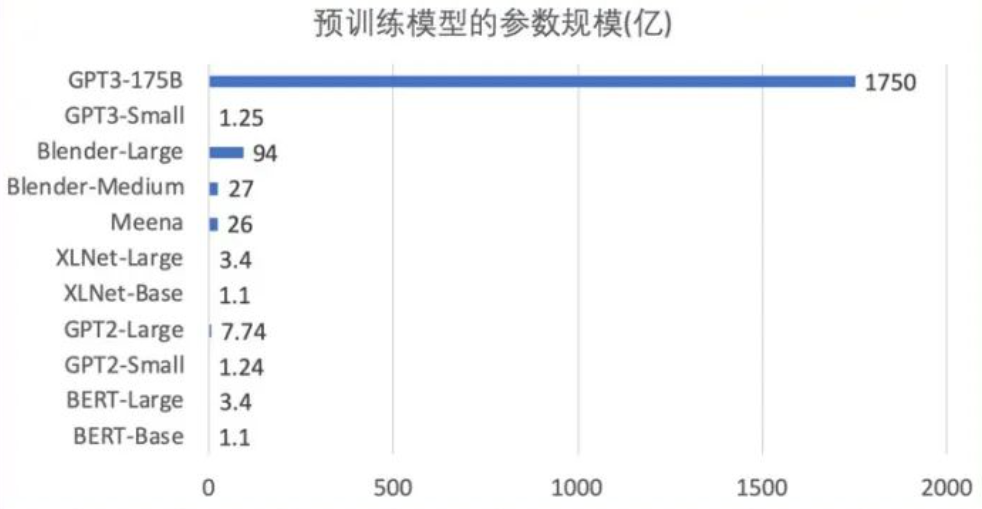 预训练模型的参数规模(亿)
GPT3-175B 1750
GPT3-Small 1.25
Blender-Large 94
Blender-Medium 27
Meena 26
XLNet-Large 3.4
XLNet-Base 1.1
GPT2-Large 7.74
GPT2-Small 1.24
BERT-Large 3.4
BERT-Base 1.1
0 500 1000 1500 2000